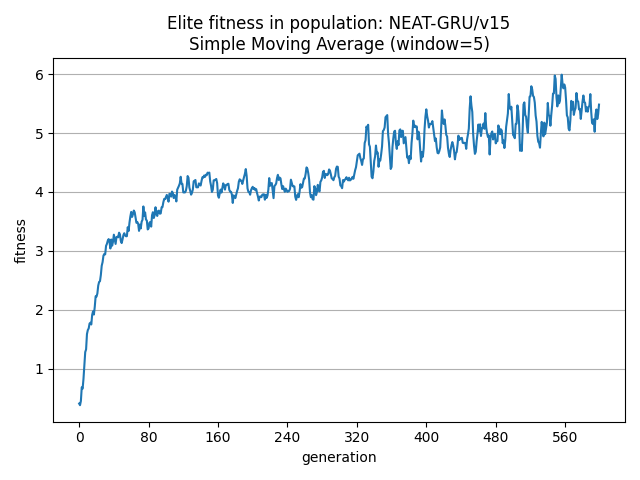 Elite fitness in population: NEAT-GRU/v15
Simple Moving Average (window=5)
fitness
6
5
4
3
2
1
0 80 160 240 320 400 480 560
generation